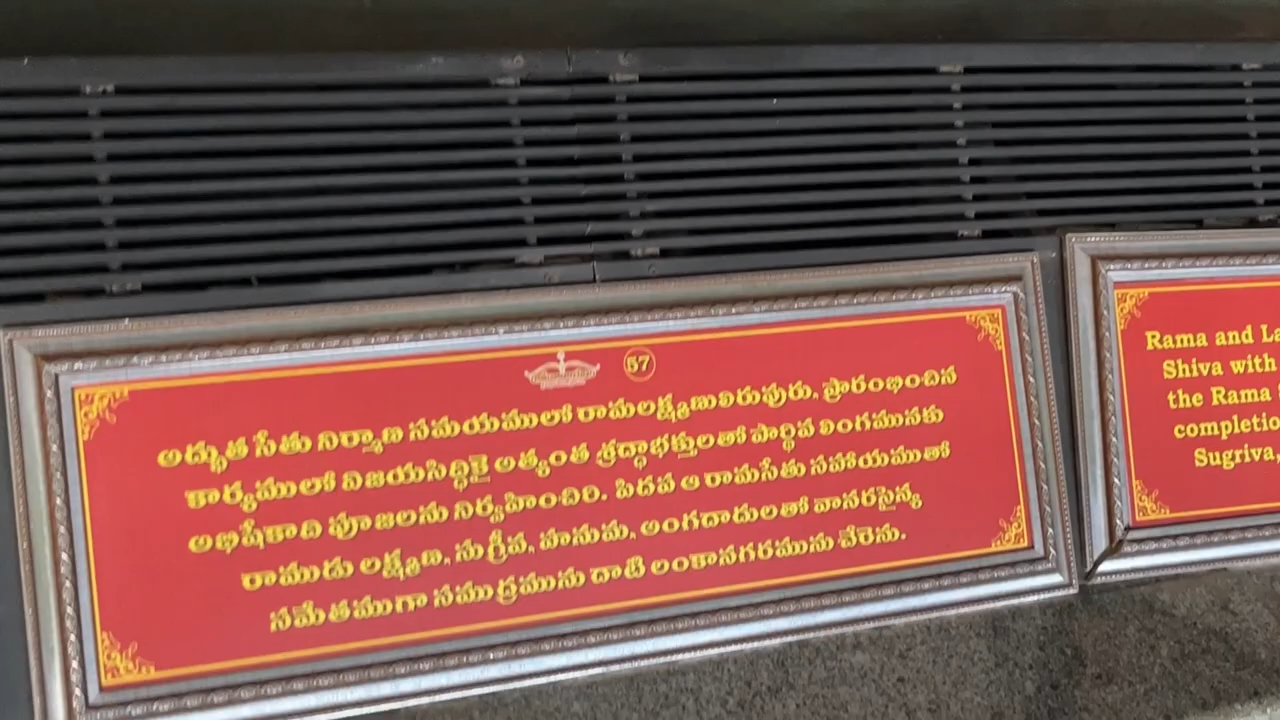 57
అద్భుత సేతు నిర్మాణ సమయములో రామలక్ష్మణులిరువురు, ప్రారంభించిన
కార్యములో విజయసిద్ధికై అత్యంత శ్రద్ధాభక్తులతో పార్థివ లింగమునకు
అభిషేకాది పూజలను నిర్వహించిరి. పిదప ఆ రామసేతు సహాయముతో
రాముడు లక్ష్మణ, సుగ్రీవ, హనుమ, అంగదాదులతో వానరసైన్య
సమేతముగా సముద్రమును దాటి లంకానగరమును చేరెను.
Rama and La
Shiva with
the Rama
completio
Sugriva,